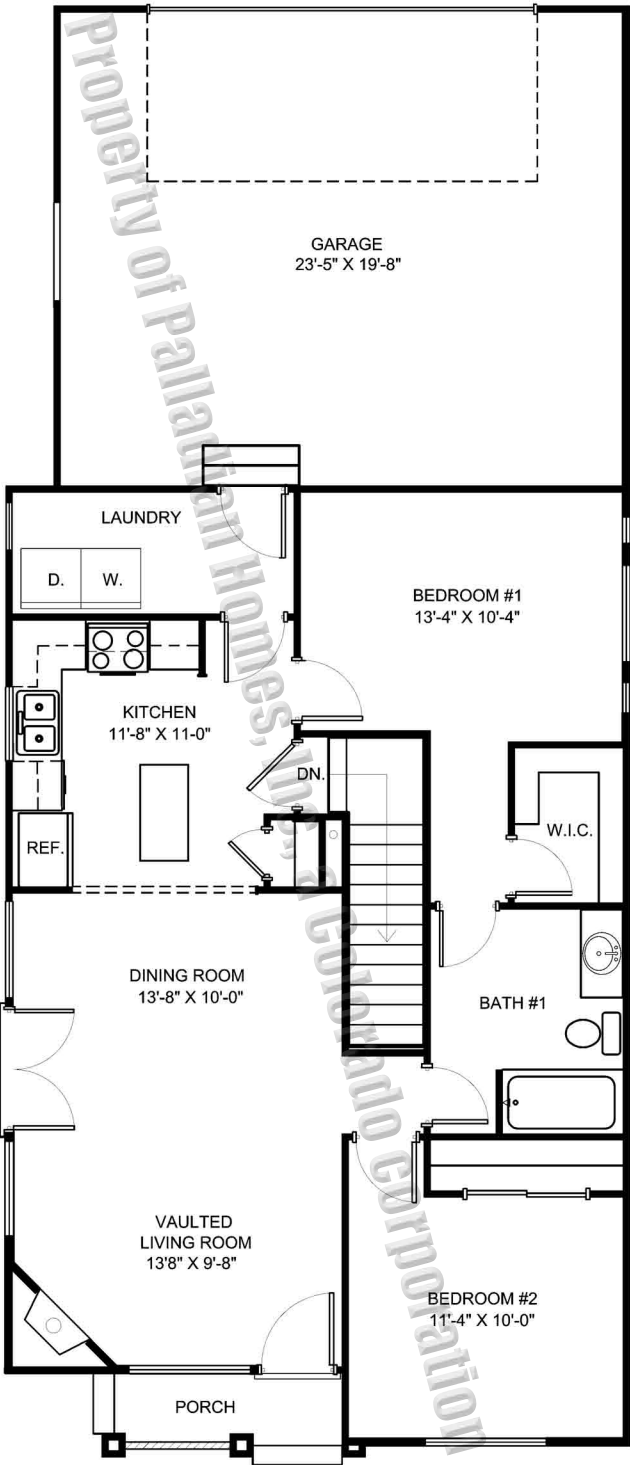 GARAGE
23'-5" X 19'-8"
LAUNDRY
D. W.
BEDROOM #1
13'-4" X 10'-4"
KITCHEN
11'-8" X 11-0"
DN.
W.I.C.
REF.
DINING ROOM
13'-8" X 10'-0"
BATH #1
VAULTED
LIVING ROOM
13'8" X 9'-8"
BEDROOM #2
11'-4" X 10'-0"
PORCH
Property of Palladian Homes, Inc., a Colorado Corporation